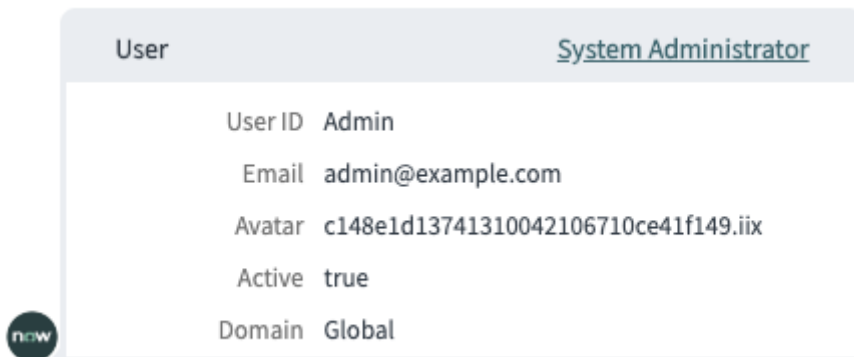 User System Administrator
User ID Admin
Email admin@example.com
Avatar c148e1d13741310042106710ce41f149.iix
Active true
now Domain Global